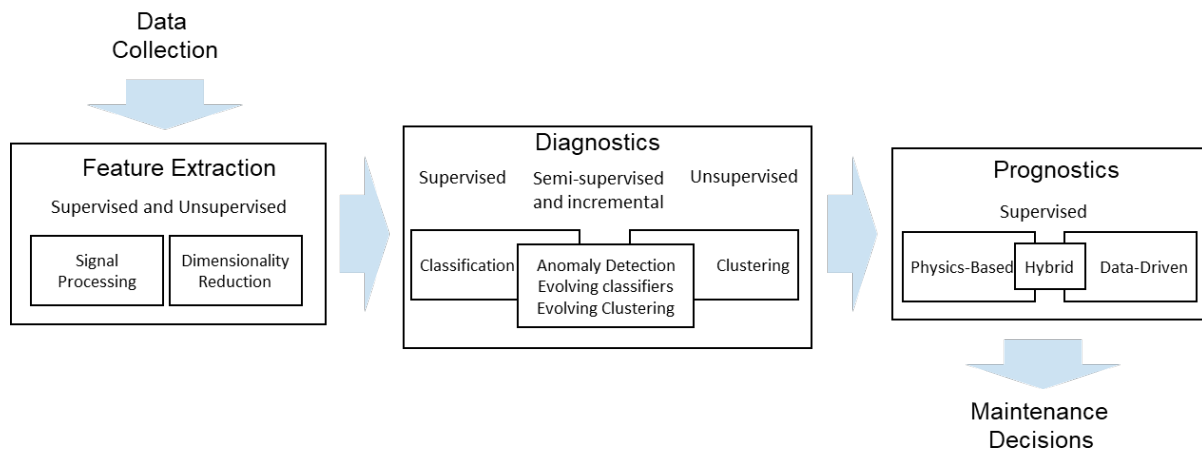 Data
Collection
Feature Extraction
Supervised and Unsupervised
Signal
Processing
Dimensionality
Reduction
Diagnostics
Supervised
Semi-supervised
and incremental
Unsupervised
Classification
Anomaly Detection
Evolving classifiers
Evolving Clustering
Clustering
Prognostics
Supervised
Physics-Based
Hybrid
Data-Driven
Maintenance
Decisions